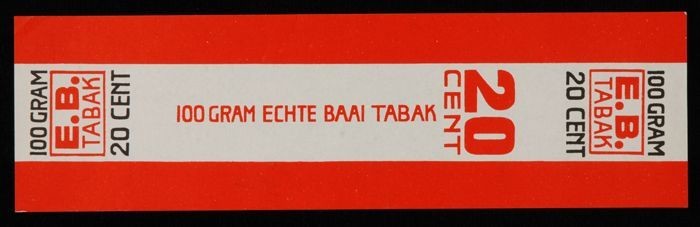 100 GRAM
E.B.
TABAK
20 CENT
100 GRAM ECHTE BAAI TABAK
20
CENT
100 GRAM
E.B.
TABAK
20 CENT